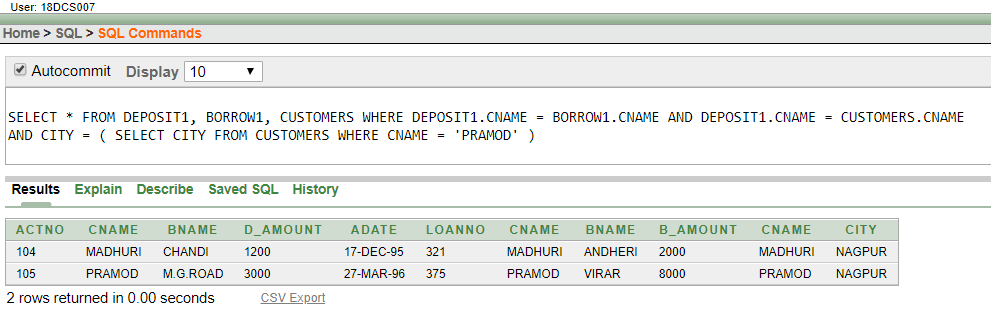 User: 18DCS007
Home > SQL > SQL Commands
Autocommit Display 10
SELECT * FROM DEPOSIT1, BORROW1, CUSTOMERS WHERE DEPOSIT1.CNAME = BORROW1.CNAME AND DEPOSIT1.CNAME = CUSTOMERS.CNAME
AND CITY = ( SELECT CITY FROM CUSTOMERS WHERE CNAME = 'PRAMOD' )
Results Explain Describe Saved SQL History
ACTNO CNAME BNAME D_AMOUNT ADATE LOANNO CNAME BNAME B_AMOUNT CNAME CITY
104 MADHURI CHANDI 1200 17-DEC-95 321 MADHURI ANDHERI 2000 MADHURI NAGPUR
105 PRAMOD M.G.ROAD 3000 27-MAR-96 375 PRAMOD VIRAR 8000 PRAMOD NAGPUR
2 rows returned in 0.00 seconds CSV Export